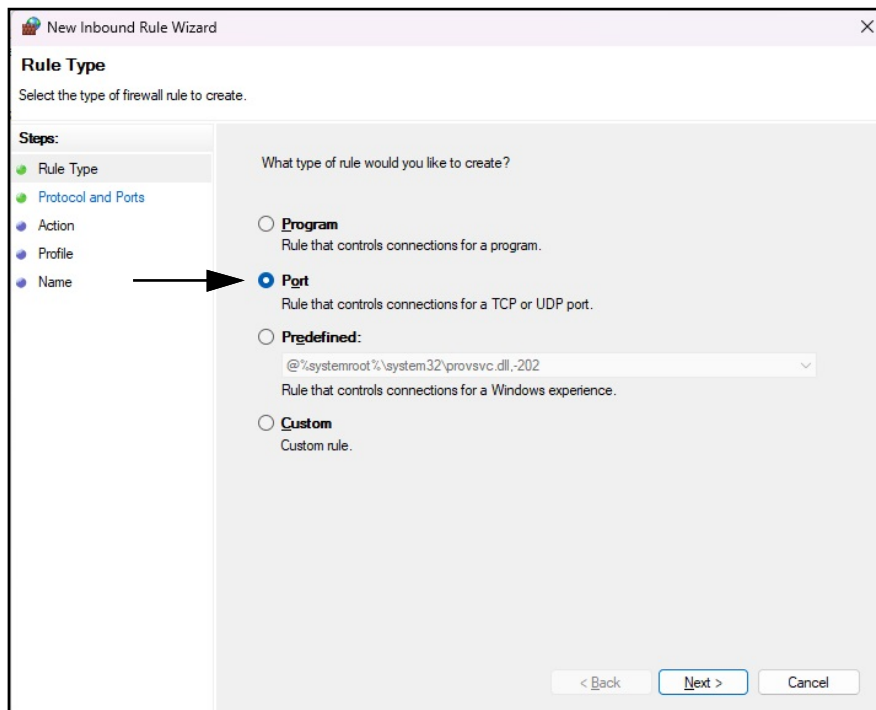 New Inbound Rule Wizard
Rule Type
Select the type of firewall rule to create.
Steps:
Rule Type
Protocol and Ports
Action
Profile
Name
What type of rule would you like to create?
Program
Rule that controls connections for a program.
Port
Rule that controls connections for a TCP or UDP port.
Predefined:
@%systemroot%\system32\provsvc.dll,-202
Rule that controls connections for a Windows experience.
Custom
Custom rule.
< Back Next > Cancel